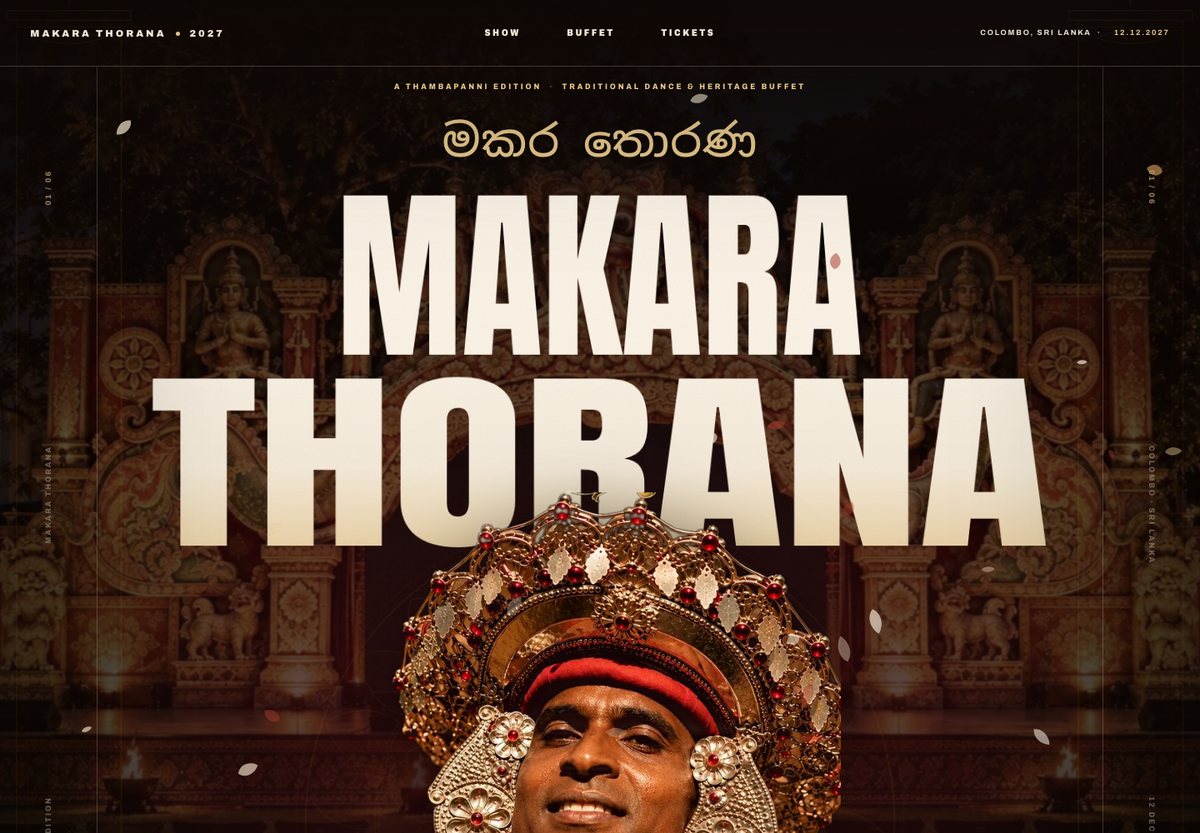 MAKARA THORANA • 2027
SHOW BUFFET TICKETS
COLOMBO, SRI LANKA · 12.12.2027
A THAMBAPANNI EDITION · TRADITIONAL DANCE & HERITAGE BUFFET
මකර තොරණ
MAKARA
THORANA
01 / 06
MAKARA THORANA
01 / 06
COLOMBO · SRI LANKA